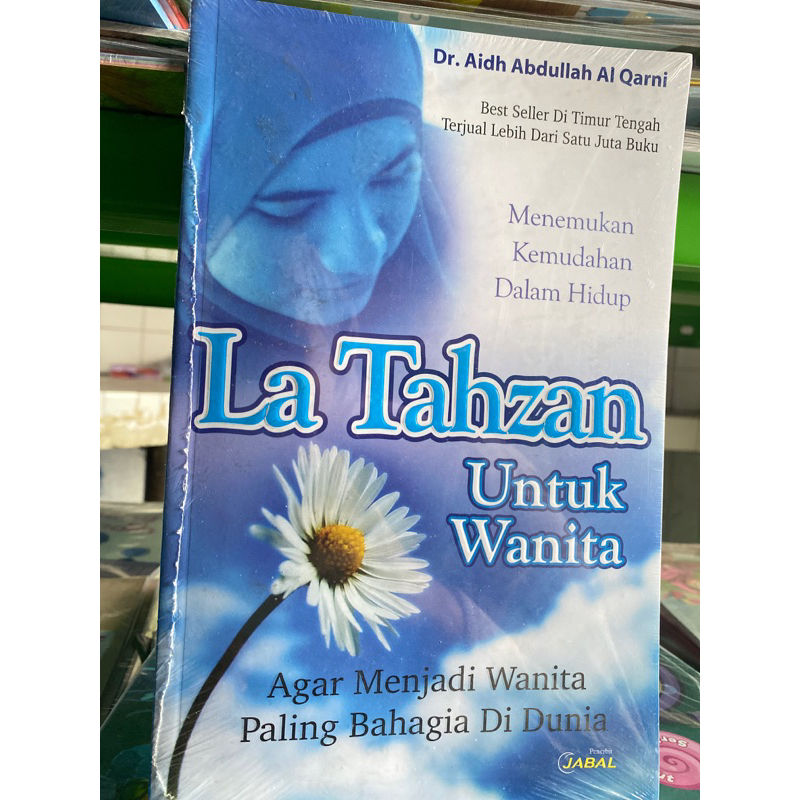 Dr. Aidh Abdullah Al Qarni
Best Seller Di Timur Tengah
Terjual Lebih Dari Satu Juta Buku
Menemukan
Kemudahan
Dalam Hidup
La Tahzan
Untuk
Wanita
Agar Menjadi Wanita
Paling Bahagia Di Dunia
Penerbit
JABAL